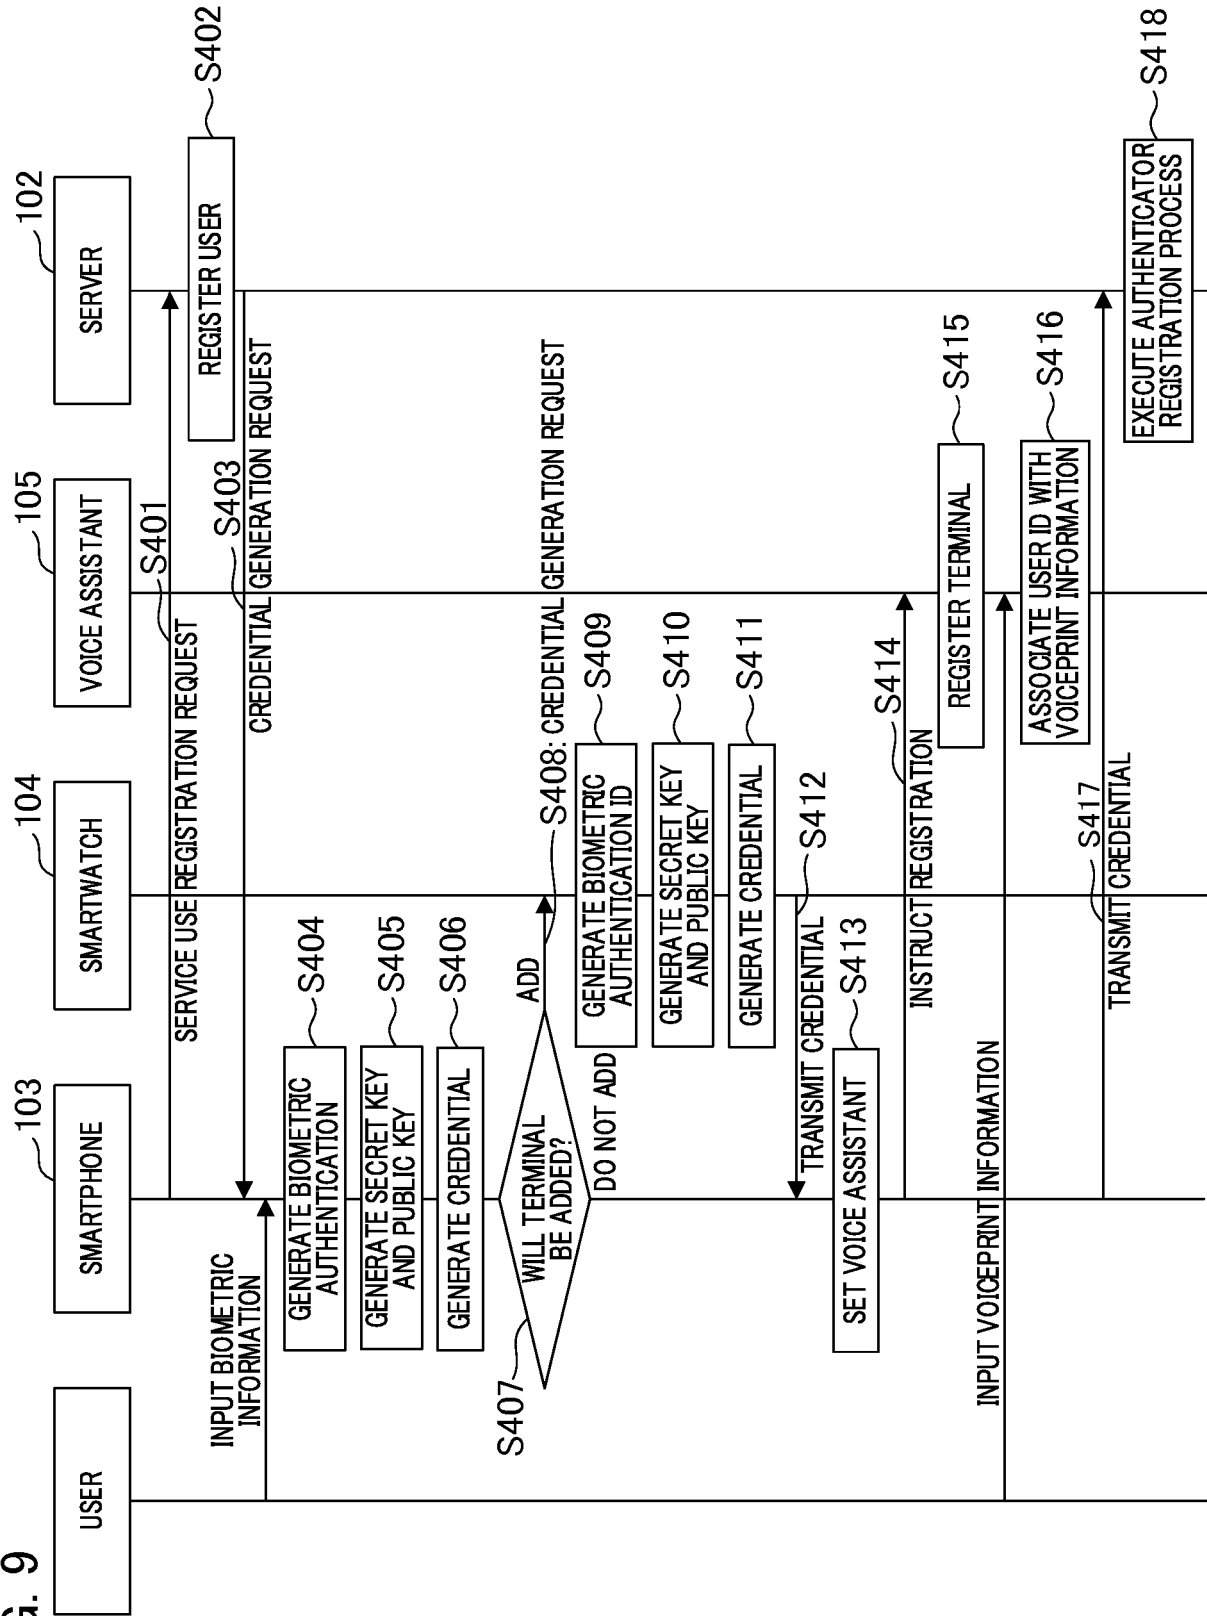 G. 9
USER
SMARTPHONE
103
SMARTWATCH
104
VOICE ASSISTANT
105
SERVER
102
S401
SERVICE USE REGISTRATION REQUEST
REGISTER USER
S402
S403
CREDENTIAL GENERATION REQUEST
INPUT BIOMETRIC
INFORMATION
GENERATE BIOMETRIC
AUTHENTICATION
S404
GENERATE SECRET KEY
AND PUBLIC KEY
S405
GENERATE CREDENTIAL
S406
S407
WILL TERMINAL
BE ADDED?
ADD
DO NOT ADD
S408: CREDENTIAL GENERATION REQUEST
GENERATE BIOMETRIC
AUTHENTICATION ID
S409
GENERATE SECRET KEY
AND PUBLIC KEY
S410
GENERATE CREDENTIAL
S411
S412
TRANSMIT CREDENTIAL
SET VOICE ASSISTANT
S413
S414
INSTRUCT REGISTRATION
REGISTER TERMINAL
S415
INPUT VOICEPRINT INFORMATION
ASSOCIATE USER ID WITH
VOICEPRINT INFORMATION
S416
S417
TRANSMIT CREDENTIAL
EXECUTE AUTHENTICATOR
REGISTRATION PROCESS
S418